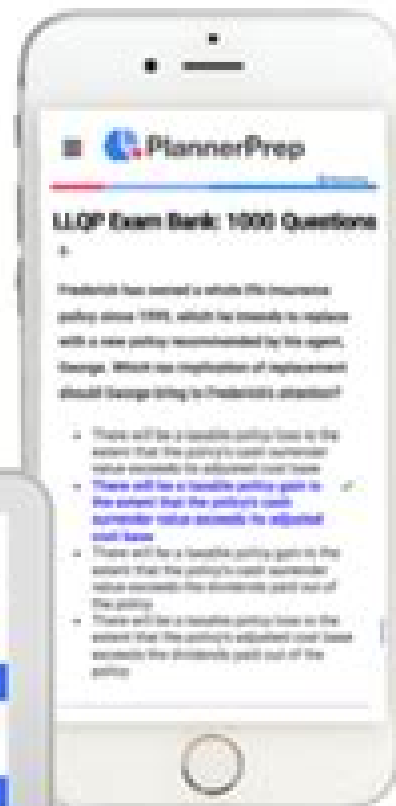 PlannerPrep
LLQP Exam Bank: 1000 Questions
Frederick has owned a whole life insurance
policy since 1995, which he intends to replace
with a new policy recommended by his agent,
George. Which tax implication of replacement
should George bring to Frederick's attention?
There will be a taxable policy loss to the
extent that the policy's cash surrender
value exceeds its adjusted cost base
There will be a taxable policy gain to
the extent that the policy's cash
surrender value exceeds its adjusted
cost base
There will be a taxable policy gain to the
extent that the policy's cash surrender
value exceeds the dividends paid out of
the policy
There will be a taxable policy loss to the
extent that the policy's adjusted cost base
exceeds the dividends paid out of the
policy